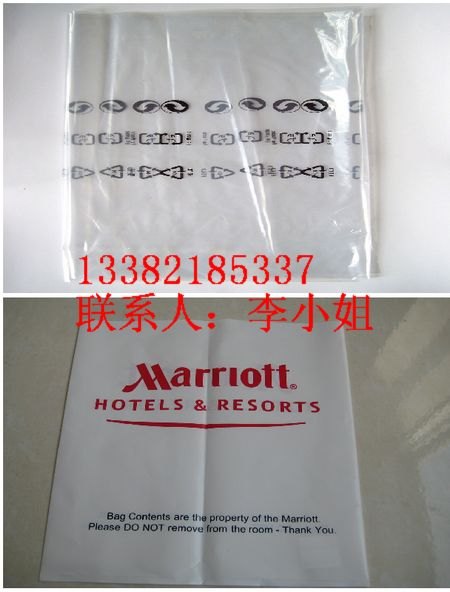 13382185337
联系人：李小姐
Marriott®
HOTELS & RESORTS
Bag Contents are the property of the Marriott.
Please DO NOT remove from the room - Thank You.